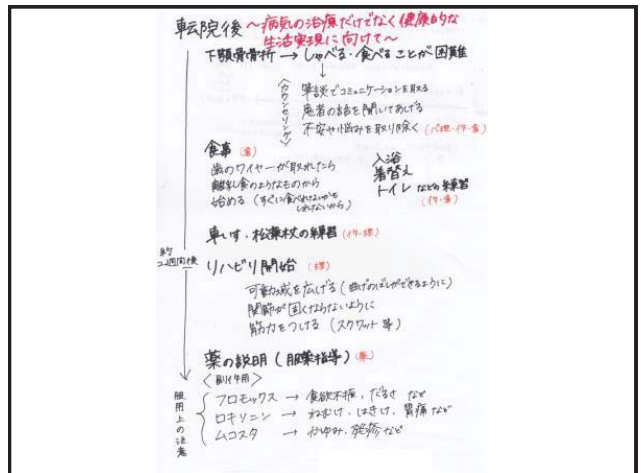 転院後 〜病気の治療だけでなく健康的な
生活実現に向けて〜
下顎骨骨折 → しゃべる・食べることが困難
〈カウンセリング〉
筆談でコミュニケーションを取る
患者の話を聞いてあげる
不安や悩みを取り除く (心理・作・看)
食事 (看)
歯のワイヤーが取れたら
離乳食のようなものから
始める (すぐに食べれないかも
しれないから)
入浴
着替え
トイレ などの練習
(作・看)
車いす・松葉杖の練習 (作・理)
約2週間後
リハビリ開始 (理)
可動域を広げる (曲げのばしができるように)
関節が固くならないように
筋力をつける (スクワット等)
薬の説明 (服薬指導) (薬)
〈副作用〉
服用上の注意
フロモックス → 食欲不振、だるさ など
ロキソニン → ねむけ、はきけ、胃痛など
ムコスタ → かゆみ、発疹など